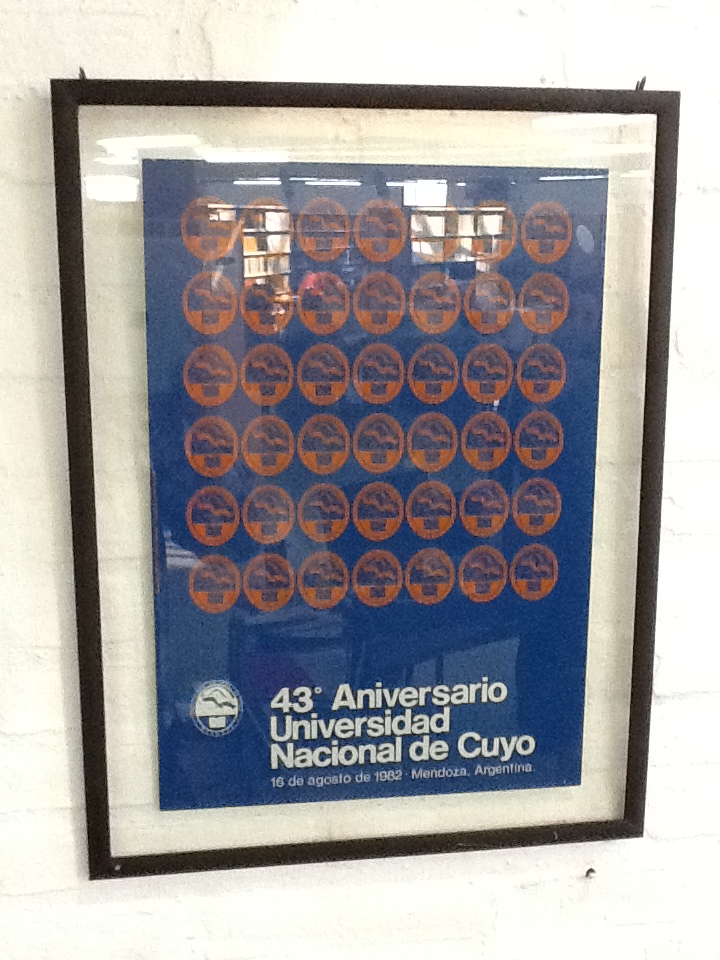 43° Aniversario
Universidad
Nacional de Cuyo
16 de agosto de 1982 · Mendoza, Argentina.